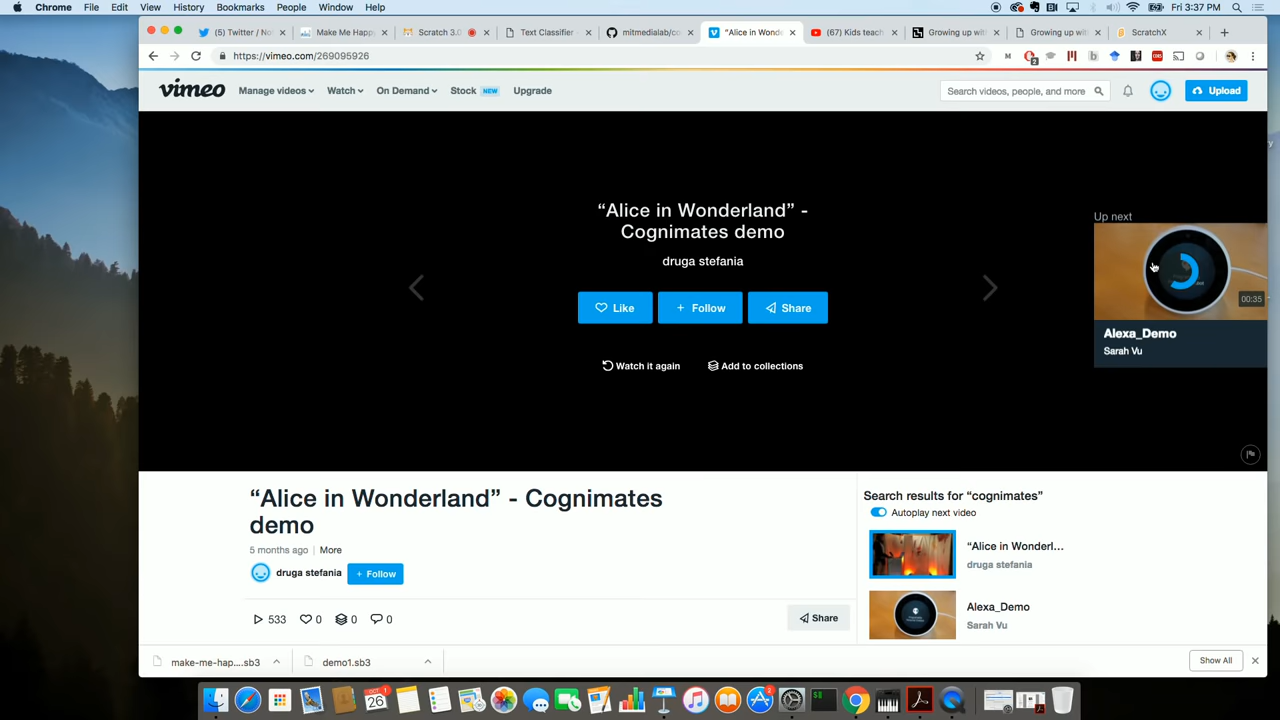 Chrome File Edit View History Bookmarks People Window Help
Fri 3:37 PM
(5) Twitter / No
Make Me Happ
Scratch 3.0
Text Classifier
mitmedialab/co
"Alice in Wond
(67) Kids teach
Growing up wi
Growing up wi
ScratchX
https://vimeo.com/269095926
vimeo
Manage videos
Watch
On Demand
Stock NEW
Upgrade
Search videos, people, and more
Upload
“Alice in Wonderland” -
Cognimates demo
druga stefania
Like
+ Follow
Share
Watch it again
Add to collections
Up next
00:35
Alexa_Demo
Sarah Vu
“Alice in Wonderland” - Cognimates
demo
5 months ago | More
druga stefania + Follow
533 0 0 0
Share
Search results for “cognimates”
Autoplay next video
“Alice in Wonderl...
druga stefania
Alexa_Demo
Sarah Vu
make-me-hap....sb3
demo1.sb3
Show All
OCT
26